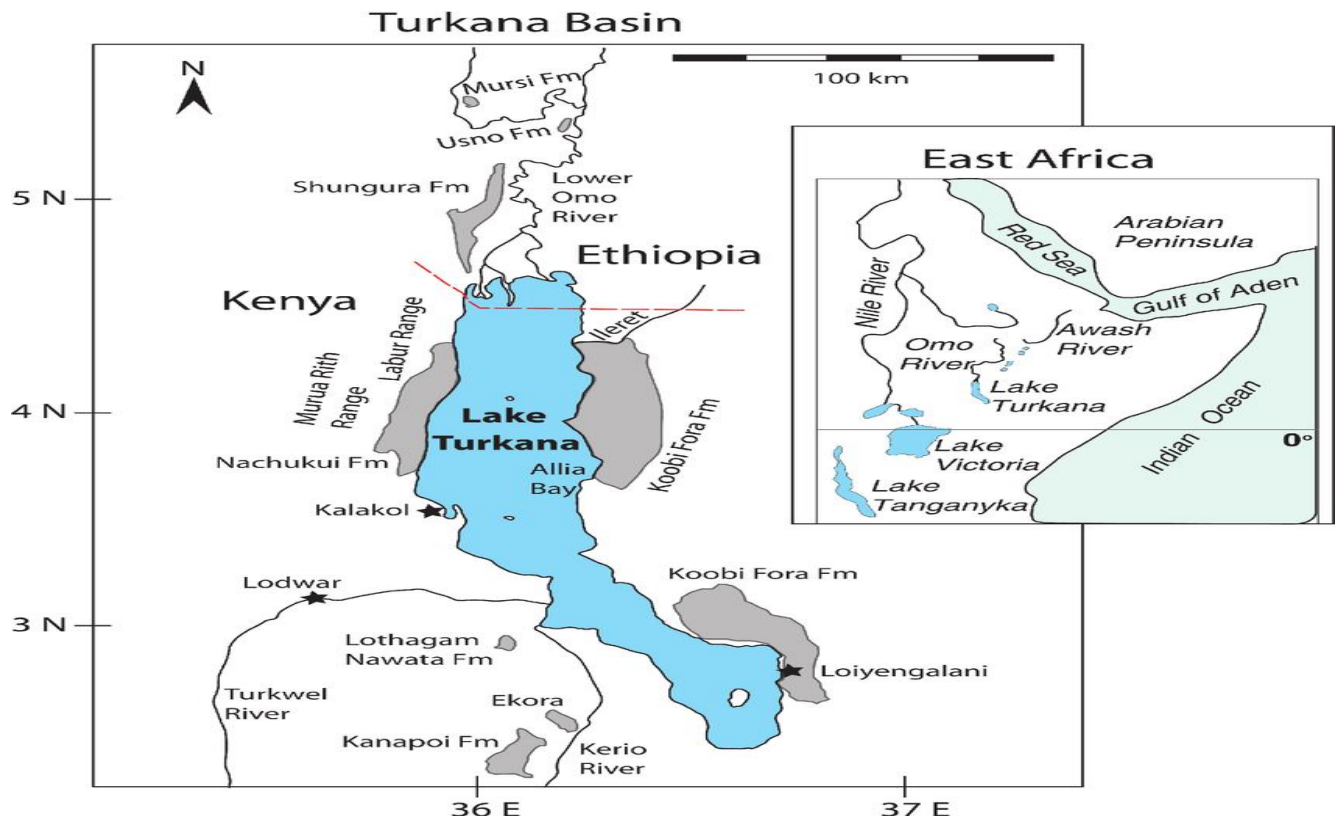 Turkana Basin
N
100 km
Mursi Fm
Usno Fm
Shungura Fm
Lower
Omo
River
5 N
Ethiopia
Kenya
Ileret
Labur Range
Murua Rith
Range
4 N
Lake
Turkana
Allia
Bay
Koobi Fora Fm
Nachukui Fm
Kalakol
Koobi Fora Fm
Lodwar
3 N
Lothagam
Nawata Fm
Loiyengalani
Turkwel
River
Ekora
Kanapoi Fm
Kerio
River
36 E
37 E
East Africa
Arabian
Peninsula
Red Sea
Nile River
Gulf of Aden
Awash
River
Omo
River
Lake
Turkana
Indian Ocean
0°
Lake
Victoria
Lake
Tanganyka